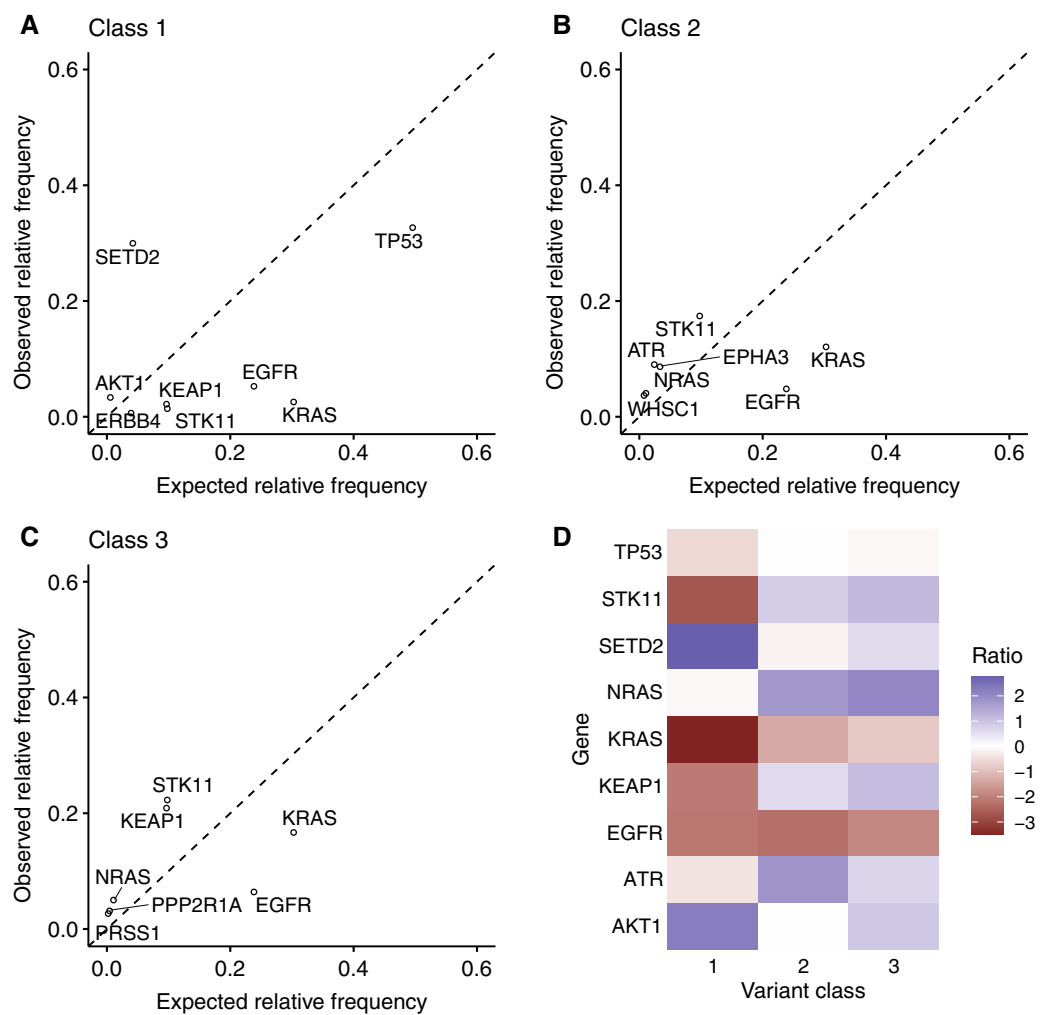 A Class 1
0.6
0.4
0.2
0.0
Observed relative frequency
SETD2
TP53
AKT1
KEAP1
EGFR
ERBB4
STK11
KRAS
0.0 0.2 0.4 0.6
Expected relative frequency
B Class 2
0.6
0.4
0.2
0.0
Observed relative frequency
STK11
ATR
EPHA3
KRAS
NRAS
WHSC1
EGFR
0.0 0.2 0.4 0.6
Expected relative frequency
C Class 3
0.6
0.4
0.2
0.0
Observed relative frequency
STK11
KEAP1
KRAS
NRAS
PPP2R1A
EGFR
PRSS1
0.0 0.2 0.4 0.6
Expected relative frequency
D
Gene
TP53
STK11
SETD2
NRAS
KRAS
KEAP1
EGFR
ATR
AKT1
1 2 3
Variant class
Ratio
2
1
0
−1
−2
−3